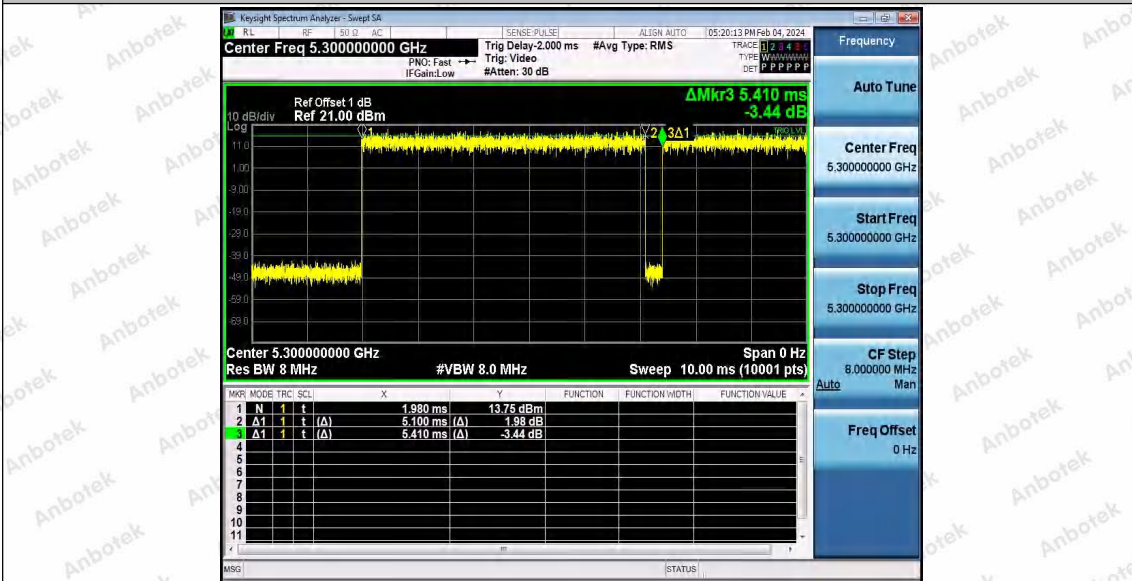 Keysight Spectrum Analyzer - Swept SA
RL RF 50 Ω AC SENSE:PULSE ALIGN AUTO 05:20:13 PM Feb 04, 2024
Center Freq 5.300000000 GHz
PNO: Fast
IFGain:Low
Trig Delay-2.000 ms
Trig: Video
#Atten: 30 dB
#Avg Type: RMS
TRACE 1 2 3 4 5 6
TYPE WWWWWW
DET P P P P P P
Frequency
ΔMkr3 5.410 ms
-3.44 dB
Ref Offset 1 dB
10 dB/div Ref 21.00 dBm
Log
TRIG LVL
1
2
3Δ1
11.0
1.00
-9.00
-19.0
-29.0
-39.0
-49.0
-59.0
-69.0
Center 5.300000000 GHz Span 0 Hz
Res BW 8 MHz #VBW 8.0 MHz Sweep 10.00 ms (10001 pts)
MKR MODE TRC SCL X Y FUNCTION FUNCTION WIDTH FUNCTION VALUE
1 N 1 t 1.980 ms 13.75 dBm
2 Δ1 1 t (Δ) 5.100 ms (Δ) 1.98 dB
3 Δ1 1 t (Δ) 5.410 ms (Δ) -3.44 dB
4
5
6
7
8
9
10
11
MSG STATUS
Auto Tune
Center Freq
5.300000000 GHz
Start Freq
5.300000000 GHz
Stop Freq
5.300000000 GHz
CF Step
8.000000 MHz
Auto Man
Freq Offset
0 Hz
Anbotek